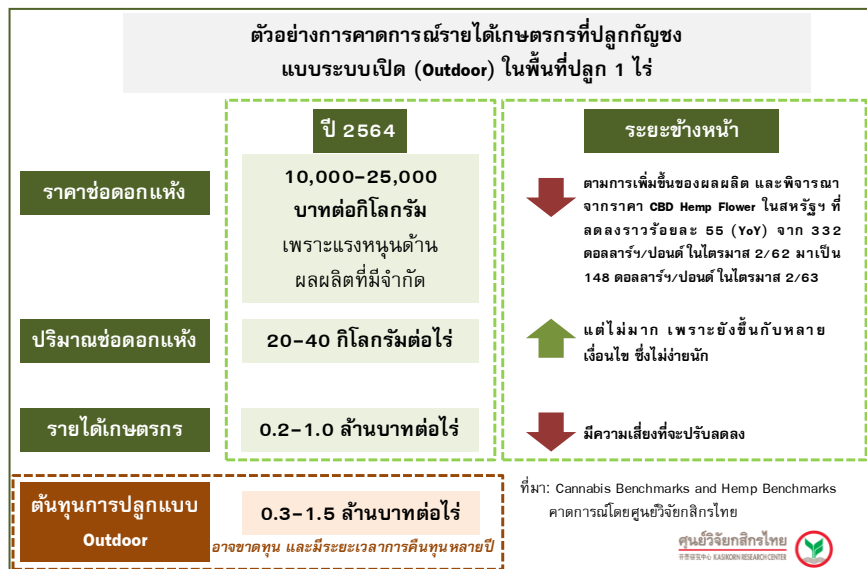 ตัวอย่างการคาดการณ์รายได้เกษตรกรที่ปลูกกัญชง
แบบระบบเปิด (Outdoor) ในพื้นที่ปลูก 1 ไร่
ปี 2564
ระยะข้างหน้า
ราคาช่อดอกแห้ง
10,000–25,000
บาทต่อกิโลกรัม
เพราะแรงหนุนด้าน
ผลผลิตที่มีจำกัด
ตามการเพิ่มขึ้นของผลผลิต และพิจารณา
จากราคา CBD Hemp Flower ในสหรัฐฯ ที่
ลดลงราวร้อยละ 55 (YoY) จาก 332
ดอลลาร์ฯ/ปอนด์ ในไตรมาส 2/62 มาเป็น
148 ดอลลาร์ฯ/ปอนด์ ในไตรมาส 2/63
ปริมาณช่อดอกแห้ง
20–40 กิโลกรัมต่อไร่
แต่ไม่มาก เพราะยังขึ้นกับหลาย
เงื่อนไข ซึ่งไม่ง่ายนัก
รายได้เกษตรกร
0.2–1.0 ล้านบาทต่อไร่
มีความเสี่ยงที่จะปรับลดลง
ต้นทุนการปลูกแบบ
Outdoor
0.3–1.5 ล้านบาทต่อไร่
อาจขาดทุน และมีระยะเวลาการคืนทุนหลายปี
ที่มา: Cannabis Benchmarks and Hemp Benchmarks
คาดการณ์โดยศูนย์วิจัยกสิกรไทย
ศูนย์วิจัยกสิกรไทย
KASIKORN RESEARCH CENTER